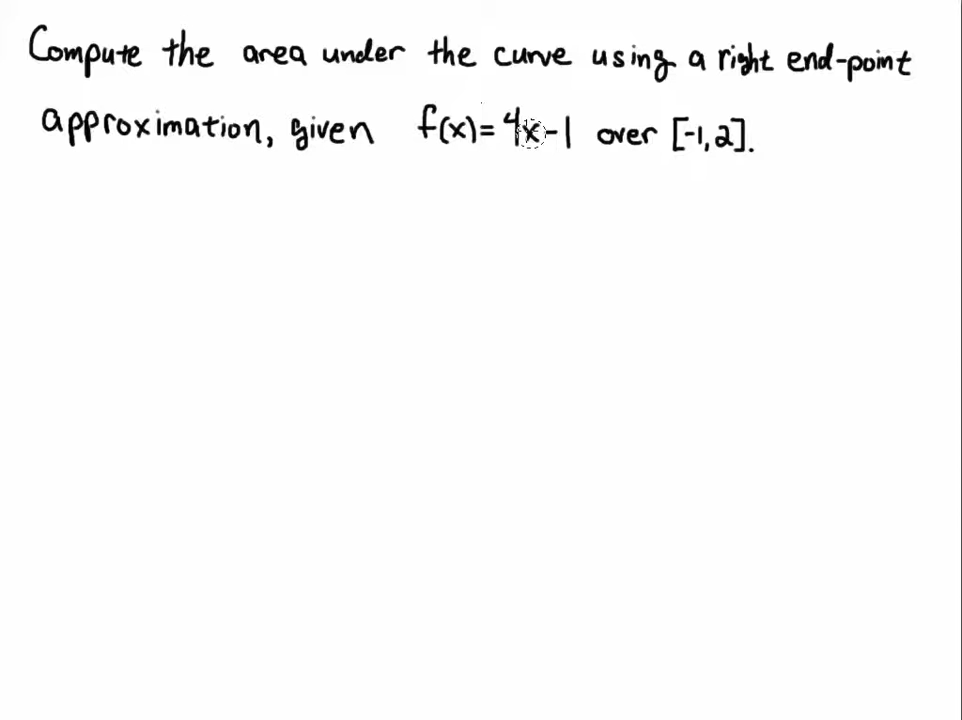 Compute the area under the curve using a right end-point
approximation, given f(x)= 4x-1 over [-1,2].